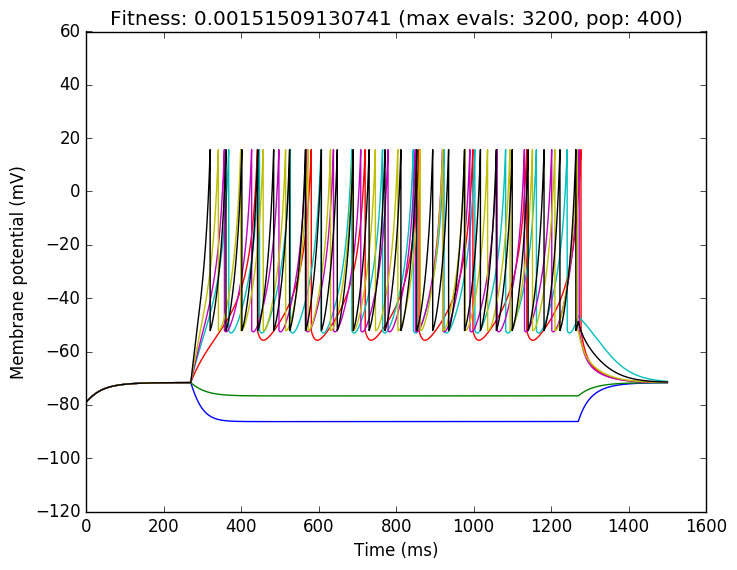 Fitness: 0.00151509130741 (max evals: 3200, pop: 400)
60
40
20
0
−20
−40
−60
−80
−100
−120
Membrane potential (mV)
0 200 400 600 800 1000 1200 1400 1600
Time (ms)